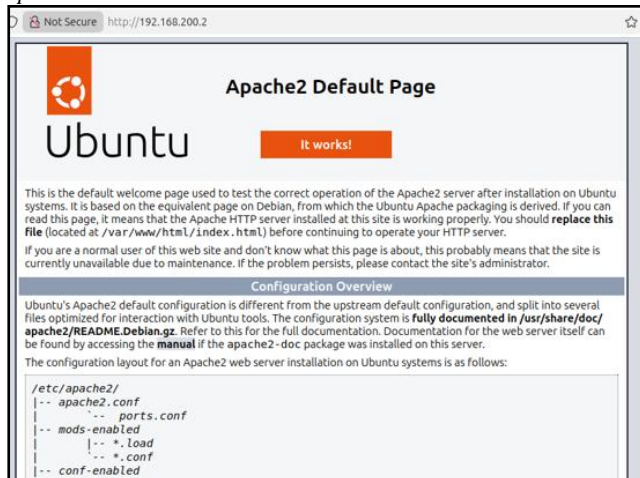 Not Secure http://192.168.200.2
Apache2 Default Page
Ubuntu
It works!
This is the default welcome page used to test the correct operation of the Apache2 server after installation on Ubuntu
systems. It is based on the equivalent page on Debian, from which the Ubuntu Apache packaging is derived. If you can
read this page, it means that the Apache HTTP server installed at this site is working properly. You should replace this
file (located at /var/www/html/index.html) before continuing to operate your HTTP server.
If you are a normal user of this web site and don't know what this page is about, this probably means that the site is
currently unavailable due to maintenance. If the problem persists, please contact the site's administrator.
Configuration Overview
Ubuntu's Apache2 default configuration is different from the upstream default configuration, and split into several
files optimized for interaction with Ubuntu tools. The configuration system is fully documented in /usr/share/doc/
apache2/README.Debian.gz. Refer to this for the full documentation. Documentation for the web server itself can
be found by accessing the manual if the apache2-doc package was installed on this server.
The configuration layout for an Apache2 web server installation on Ubuntu systems is as follows:
/etc/apache2/
|-- apache2.conf
|       `--  ports.conf
|-- mods-enabled
|       |-- *.load
|       `-- *.conf
|-- conf-enabled